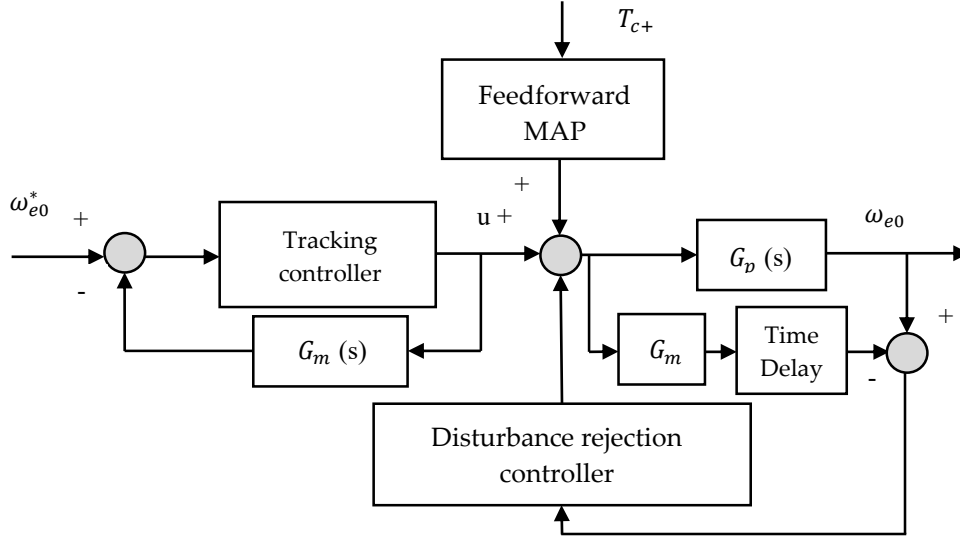 T_{c+}
Feedforward
MAP
+
ω*_{e0}
+
-
Tracking
controller
u +
G_p (s)
ω_{e0}
G_m (s)
G_m
Time
Delay
+
-
Disturbance rejection
controller